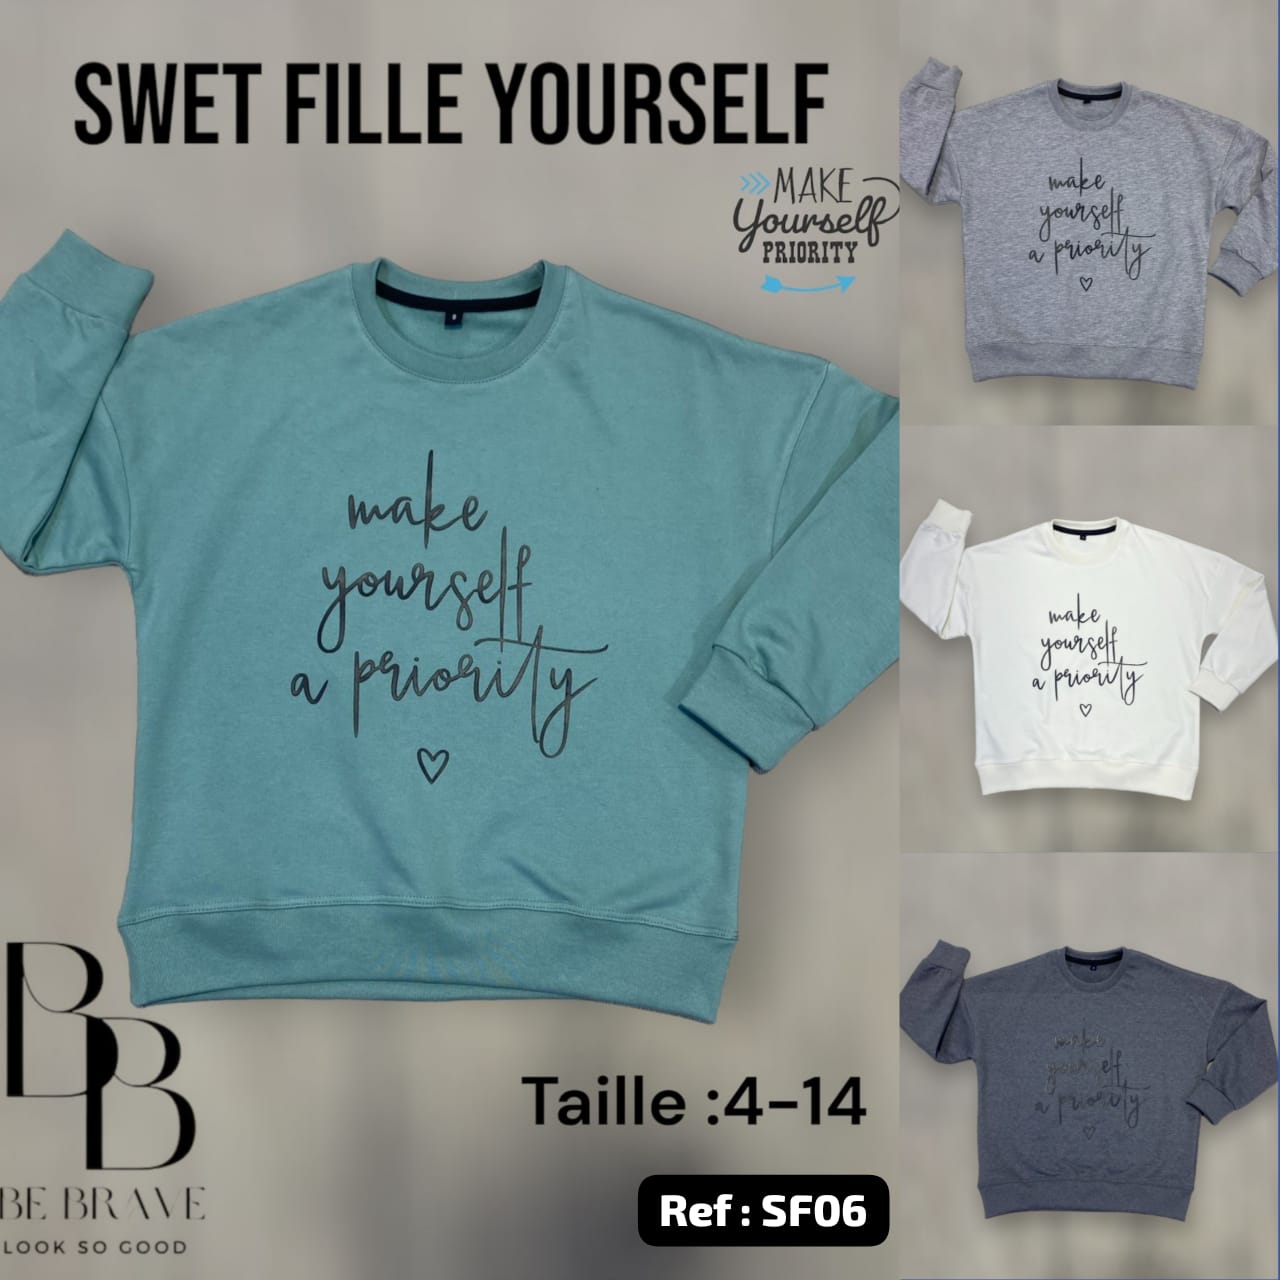 SWET FILLE YOURSELF
MAKE
Yourself
PRIORITY
make
yourself
a priority
make
yourself
a priority
make
yourself
a priority
make
yourself
a priority
Taille :4-14
Ref : SF06
BB
BE BRAVE
LOOK SO GOOD